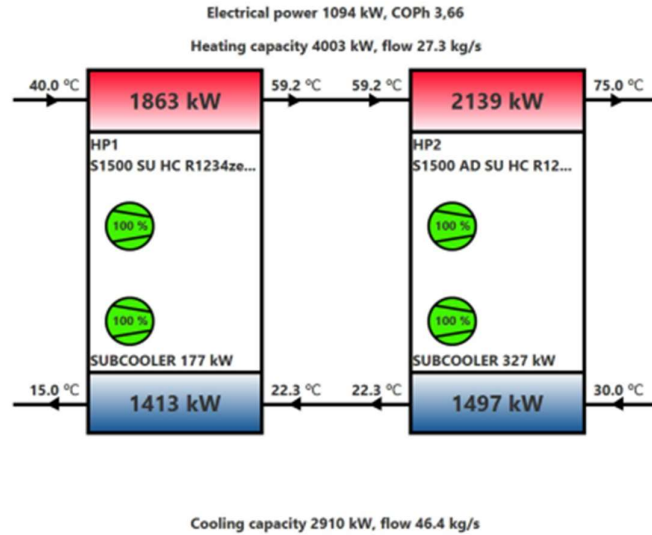 Electrical power 1094 kW, COPh 3,66
Heating capacity 4003 kW, flow 27.3 kg/s
40.0 ℃
1863 kW
59.2 ℃
59.2 ℃
2139 kW
75.0 ℃
HP1
S1500 SU HC R1234ze...
HP2
S1500 AD SU HC R12...
100 %
100 %
100 %
100 %
SUBCOOLER 177 kW
SUBCOOLER 327 kW
15.0 ℃
1413 kW
22.3 ℃
22.3 ℃
1497 kW
30.0 ℃
Cooling capacity 2910 kW, flow 46.4 kg/s